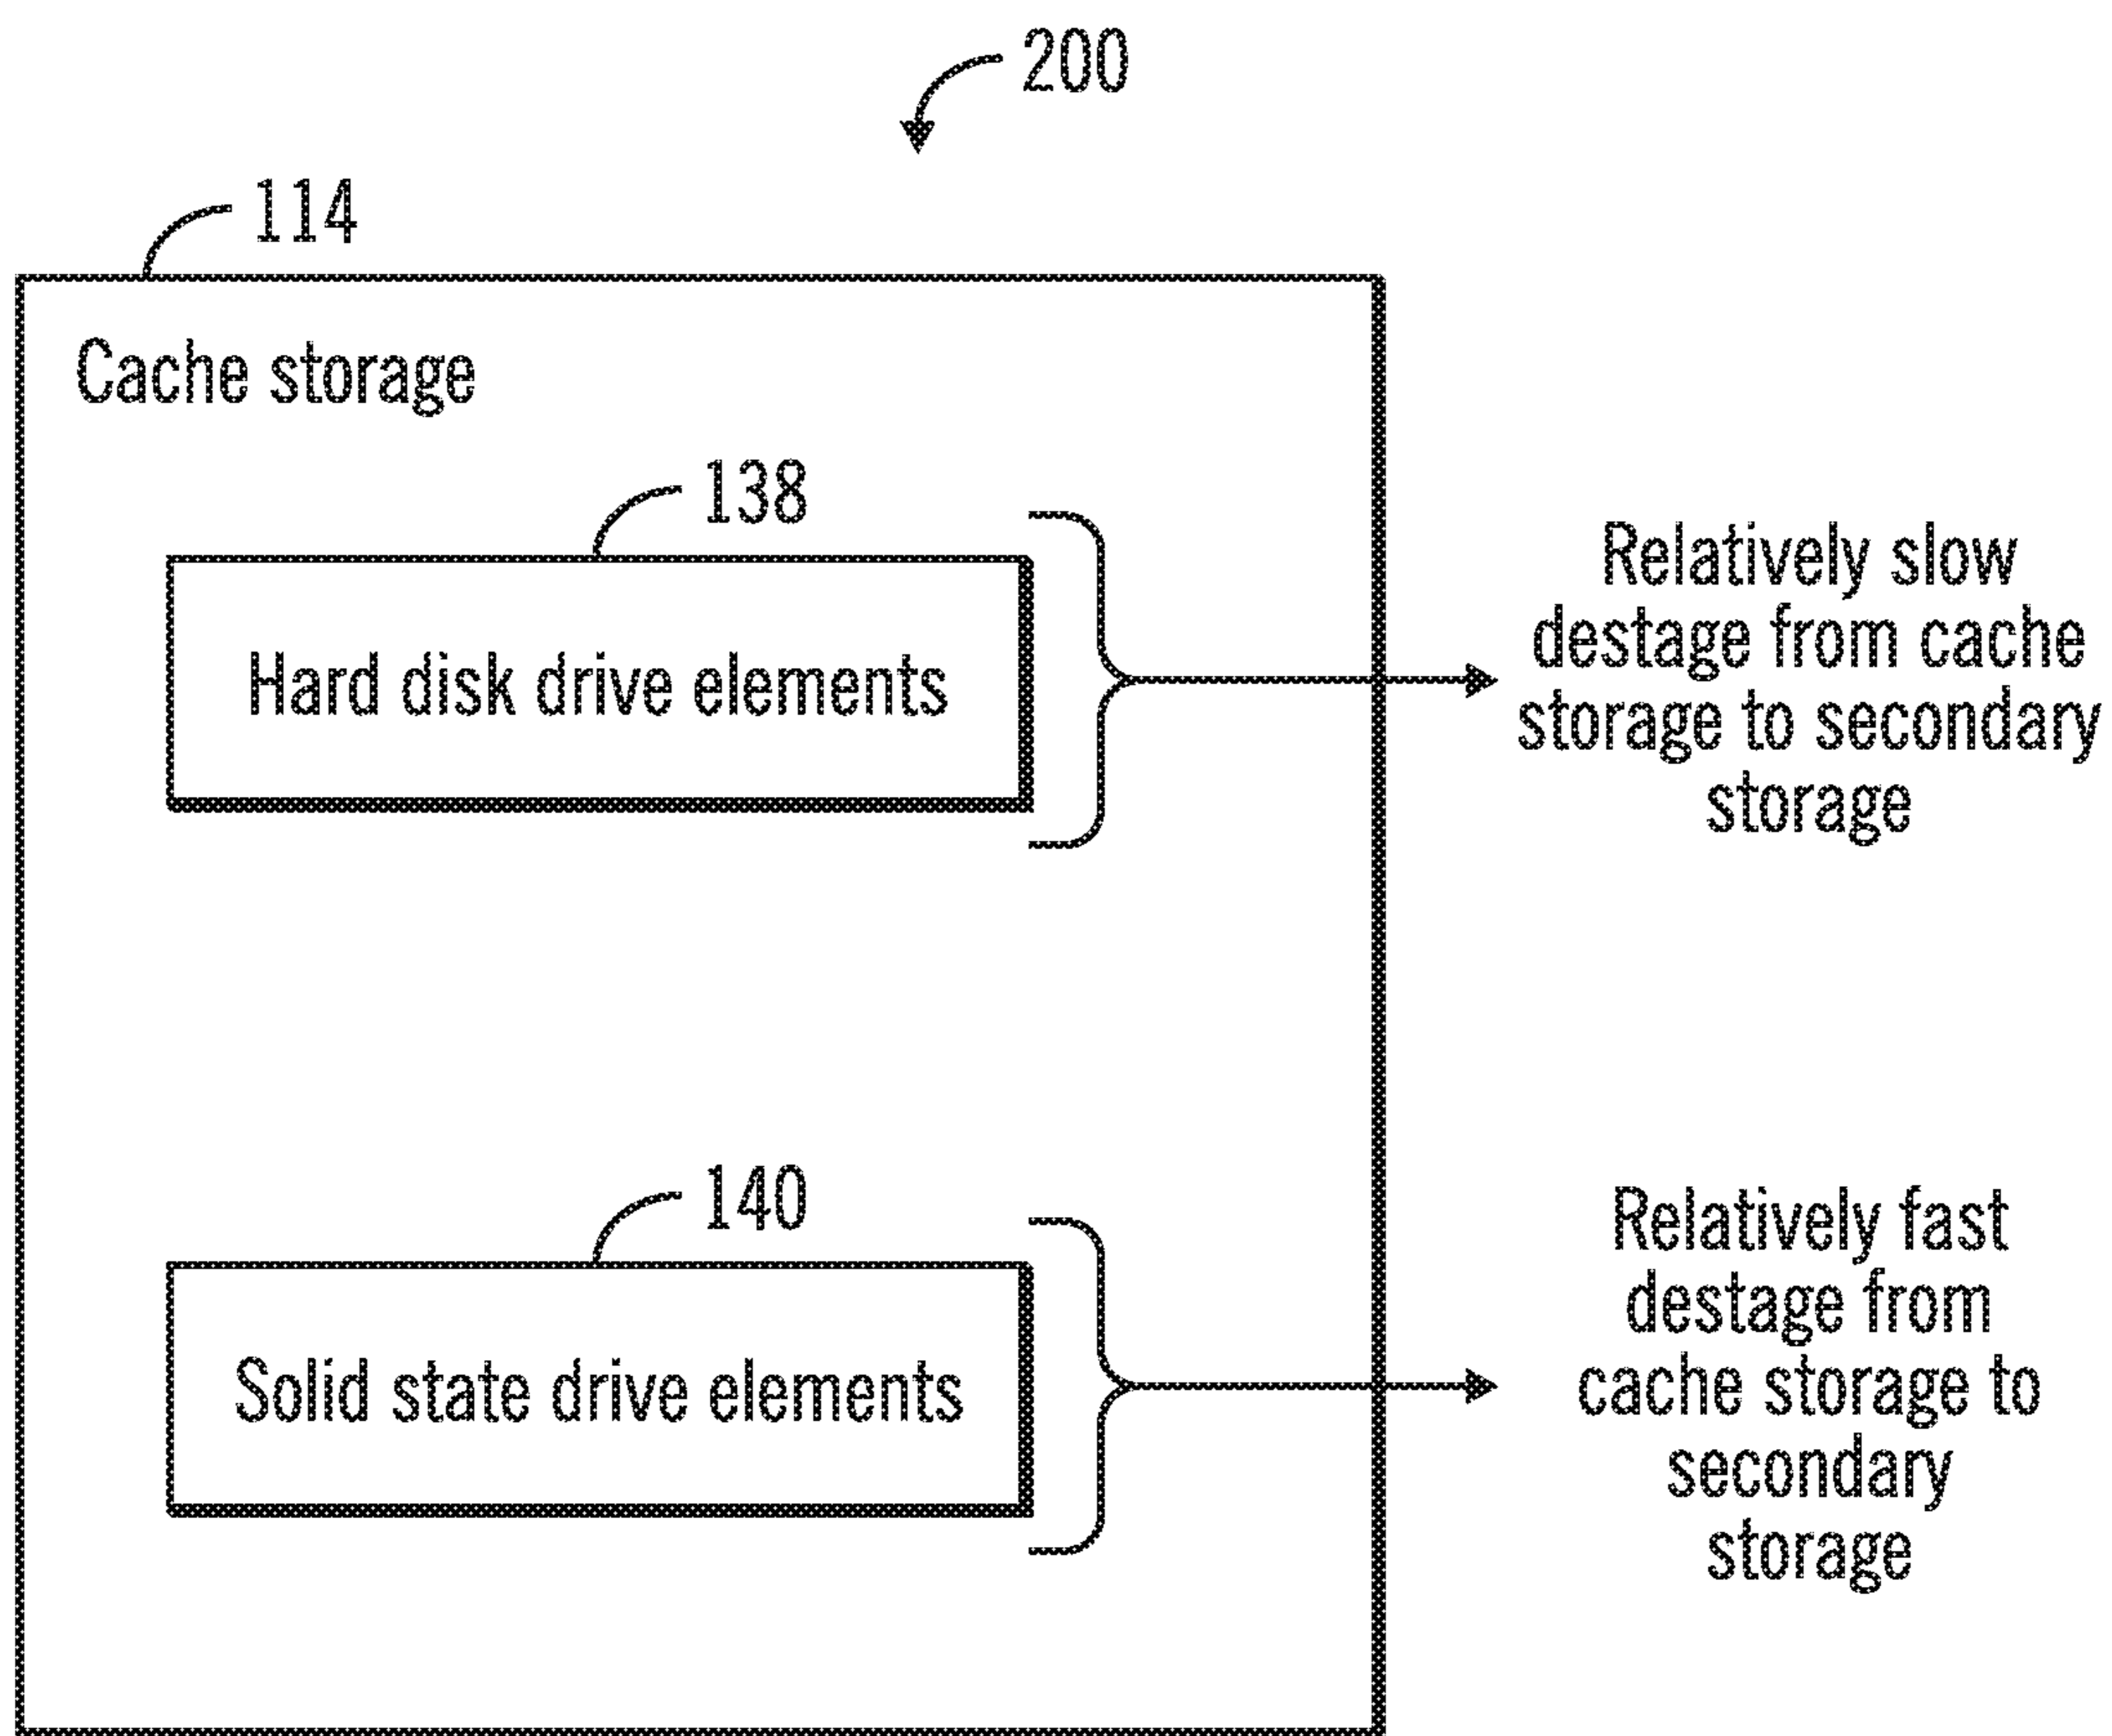 200
114
Cache storage
138
Hard disk drive elements
Relatively slow
destage from cache
storage to secondary
storage
140
Solid state drive elements
Relatively fast
destage from
cache storage to
secondary
storage